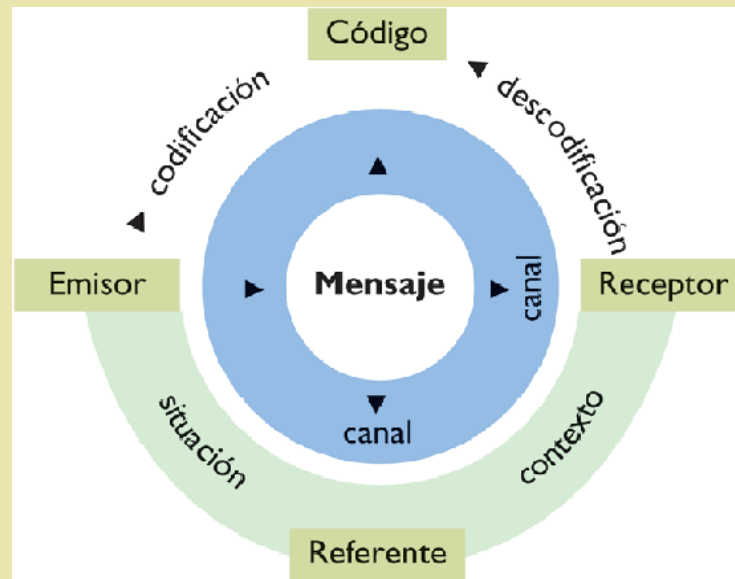 Código
codificación
descodificación
Emisor
Mensaje
canal
Receptor
canal
situación
contexto
Referente